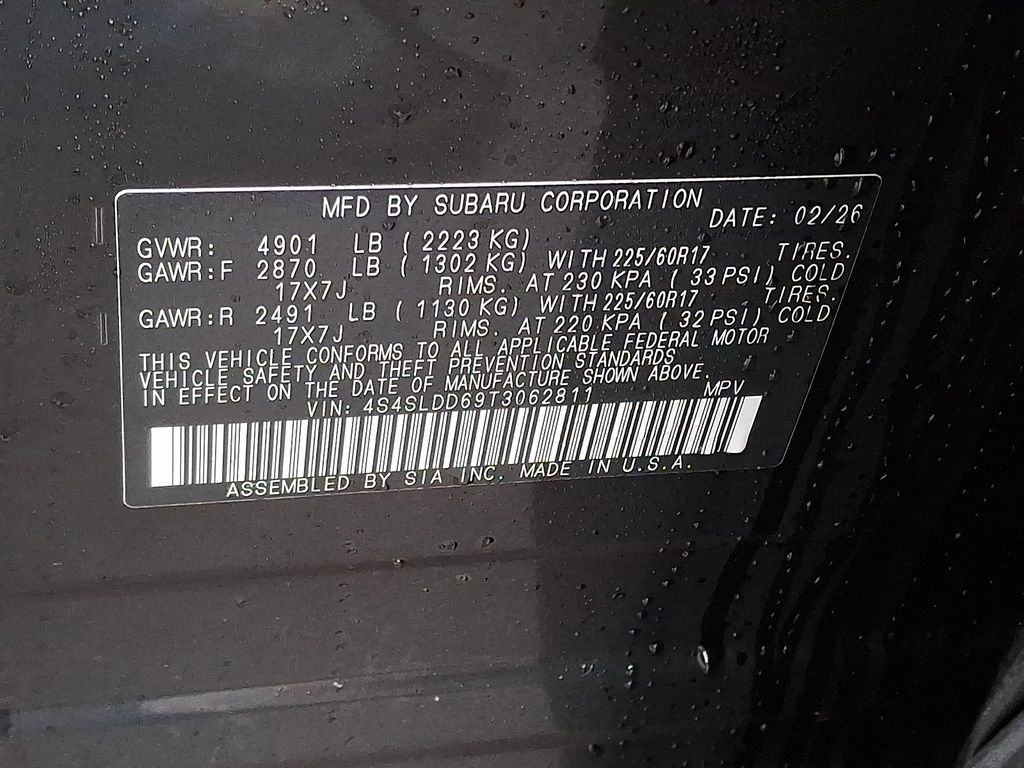 MFD BY SUBARU CORPORATION DATE: 02/26
GVWR: 4901 LB ( 2223 KG)
GAWR:F 2870 LB ( 1302 KG) WITH 225/60R17 TIRES.
17X7J RIMS. AT 230 KPA ( 33 PSI) COLD
GAWR:R 2491 LB ( 1130 KG) WITH 225/60R17 TIRES.
17X7J RIMS. AT 220 KPA ( 32 PSI) COLD
THIS VEHICLE CONFORMS TO ALL APPLICABLE FEDERAL MOTOR
VEHICLE SAFETY AND THEFT PREVENTION STANDARDS
IN EFFECT ON THE DATE OF MANUFACTURE SHOWN ABOVE.
VIN: 4S4SLDD69T3062811 MPV
ASSEMBLED BY SIA INC. MADE IN U.S.A.